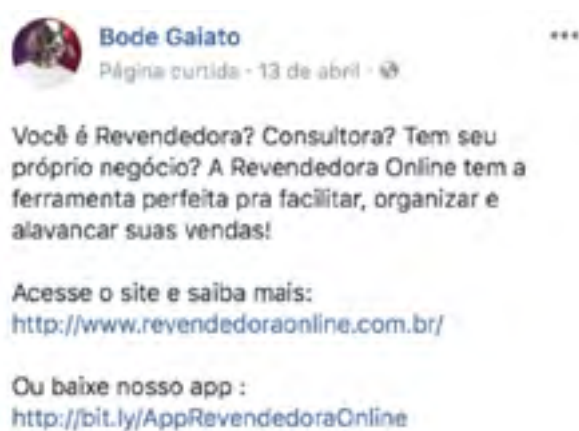 Bode Gaiato
Página curtida · 13 de abril ·
Você é Revendedora? Consultora? Tem seu
próprio negócio? A Revendedora Online tem a
ferramenta perfeita pra facilitar, organizar e
alavancar suas vendas!
Acesse o site e saiba mais:
http://www.revendedoraonline.com.br/
Ou baixe nosso app :
http://bit.ly/AppRevendedoraOnline